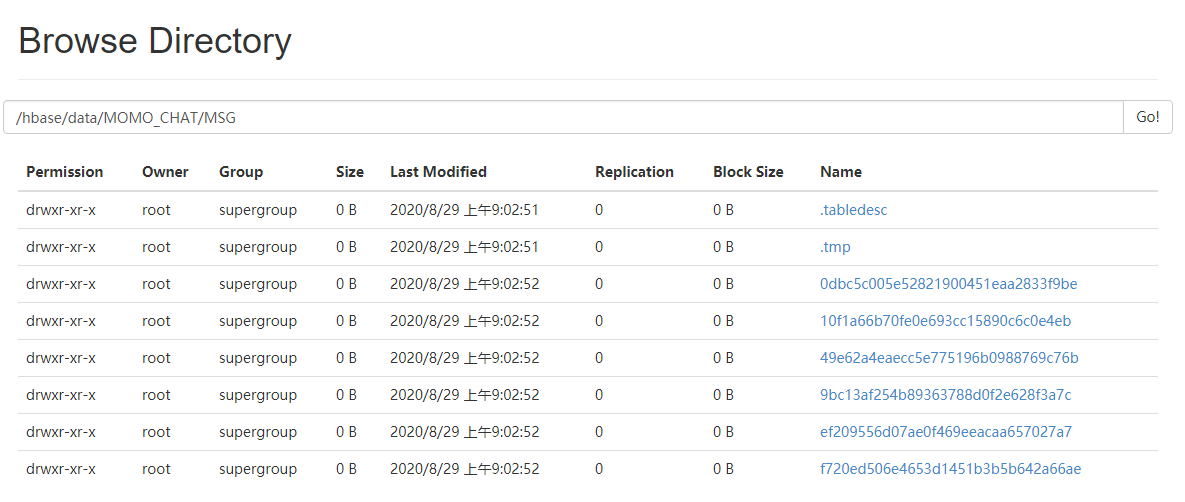 Browse Directory
/hbase/data/MOMO_CHAT/MSG Go!
Permission Owner Group Size Last Modified Replication Block Size Name
drwxr-xr-x root supergroup 0 B 2020/8/29 上午9:02:51 0 0 B .tabledesc
drwxr-xr-x root supergroup 0 B 2020/8/29 上午9:02:51 0 0 B .tmp
drwxr-xr-x root supergroup 0 B 2020/8/29 上午9:02:52 0 0 B 0dbc5c005e52821900451eaa2833f9be
drwxr-xr-x root supergroup 0 B 2020/8/29 上午9:02:52 0 0 B 10f1a66b70fe0e693cc15890c6c0e4eb
drwxr-xr-x root supergroup 0 B 2020/8/29 上午9:02:52 0 0 B 49e62a4eaecc5e775196b0988769c76b
drwxr-xr-x root supergroup 0 B 2020/8/29 上午9:02:52 0 0 B 9bc13af254b89363788d0f2e628f3a7c
drwxr-xr-x root supergroup 0 B 2020/8/29 上午9:02:52 0 0 B ef209556d07ae0f469eeacaa657027a7
drwxr-xr-x root supergroup 0 B 2020/8/29 上午9:02:52 0 0 B f720ed506e4653d1451b3b5b642a66ae